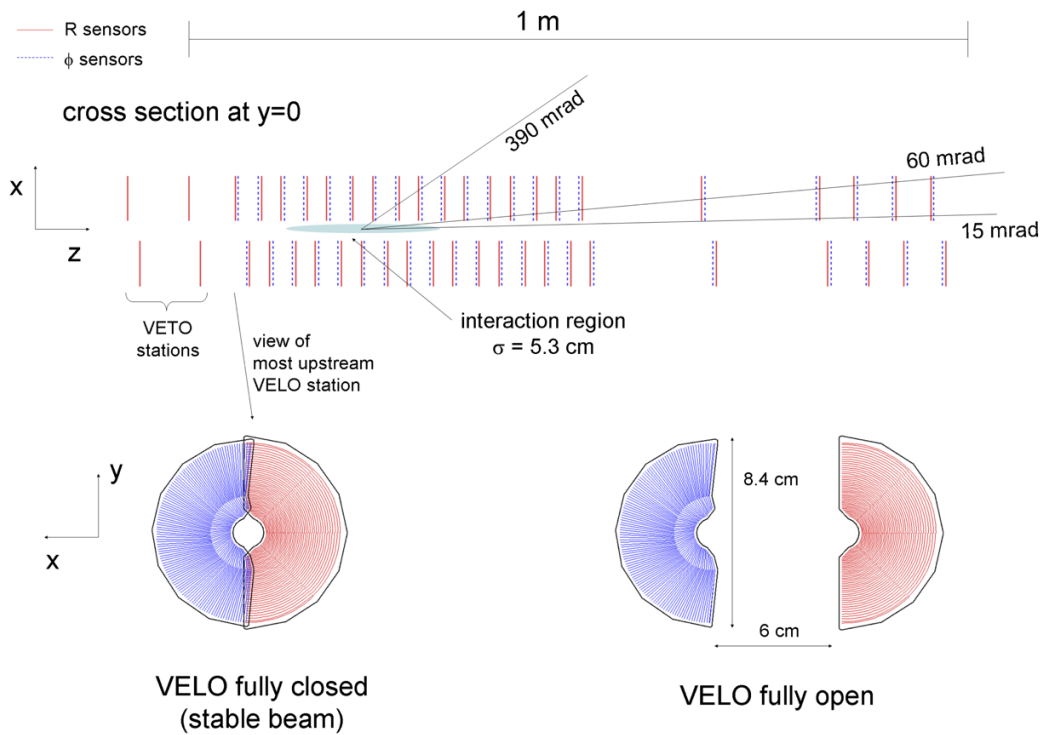 1 m
R sensors
ϕ sensors
cross section at y=0
390 mrad
60 mrad
15 mrad
x
z
VETO
stations
view of
most upstream
VELO station
interaction region
σ = 5.3 cm
y
x
8.4 cm
6 cm
VELO fully closed
(stable beam)
VELO fully open